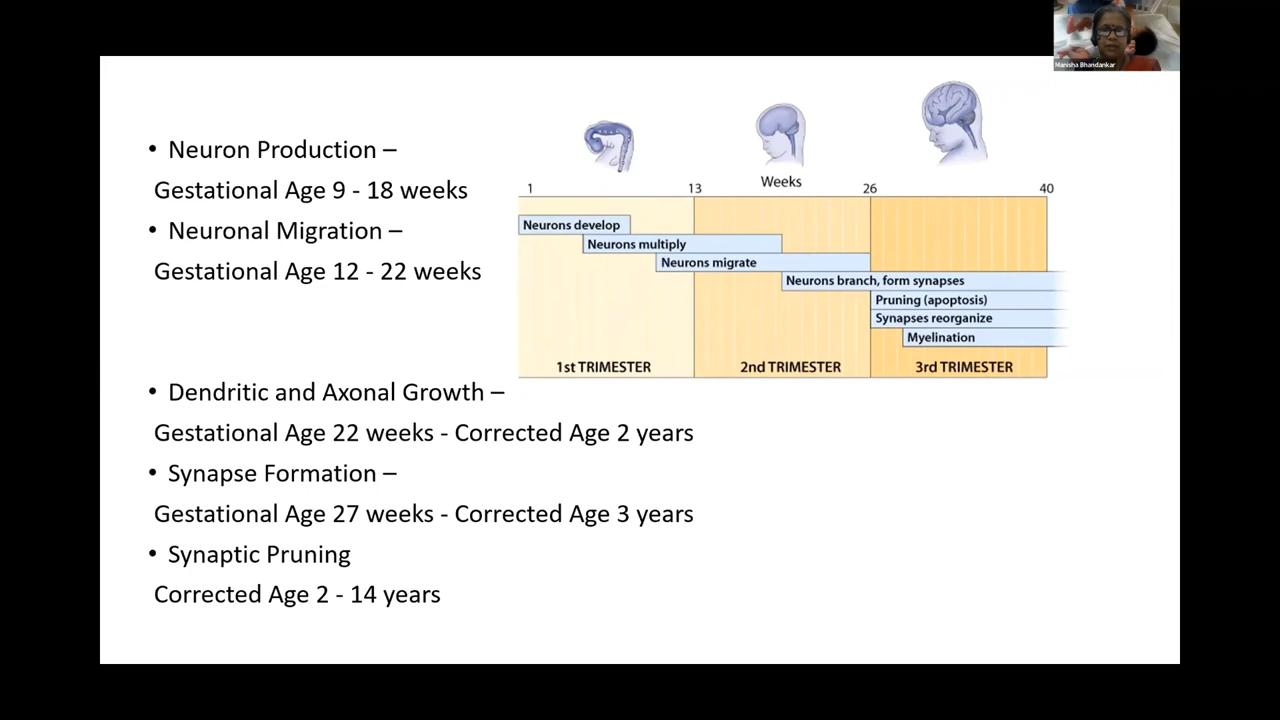 Manisha Bhandankar
• Neuron Production –
Gestational Age 9 - 18 weeks
• Neuronal Migration –
Gestational Age 12 - 22 weeks
Weeks
1 13 26 40
Neurons develop
Neurons multiply
Neurons migrate
Neurons branch, form synapses
Pruning (apoptosis)
Synapses reorganize
Myelination
1st TRIMESTER 2nd TRIMESTER 3rd TRIMESTER
• Dendritic and Axonal Growth –
Gestational Age 22 weeks - Corrected Age 2 years
• Synapse Formation –
Gestational Age 27 weeks - Corrected Age 3 years
• Synaptic Pruning
Corrected Age 2 - 14 years